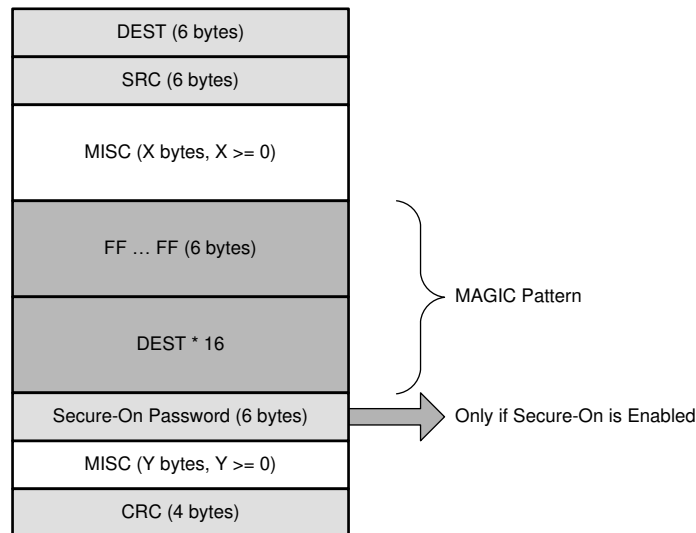 DEST (6 bytes)
SRC (6 bytes)
MISC (X bytes, X >= 0)
FF … FF (6 bytes)
MAGIC Pattern
DEST * 16
Secure-On Password (6 bytes)
Only if Secure-On is Enabled
MISC (Y bytes, Y >= 0)
CRC (4 bytes)